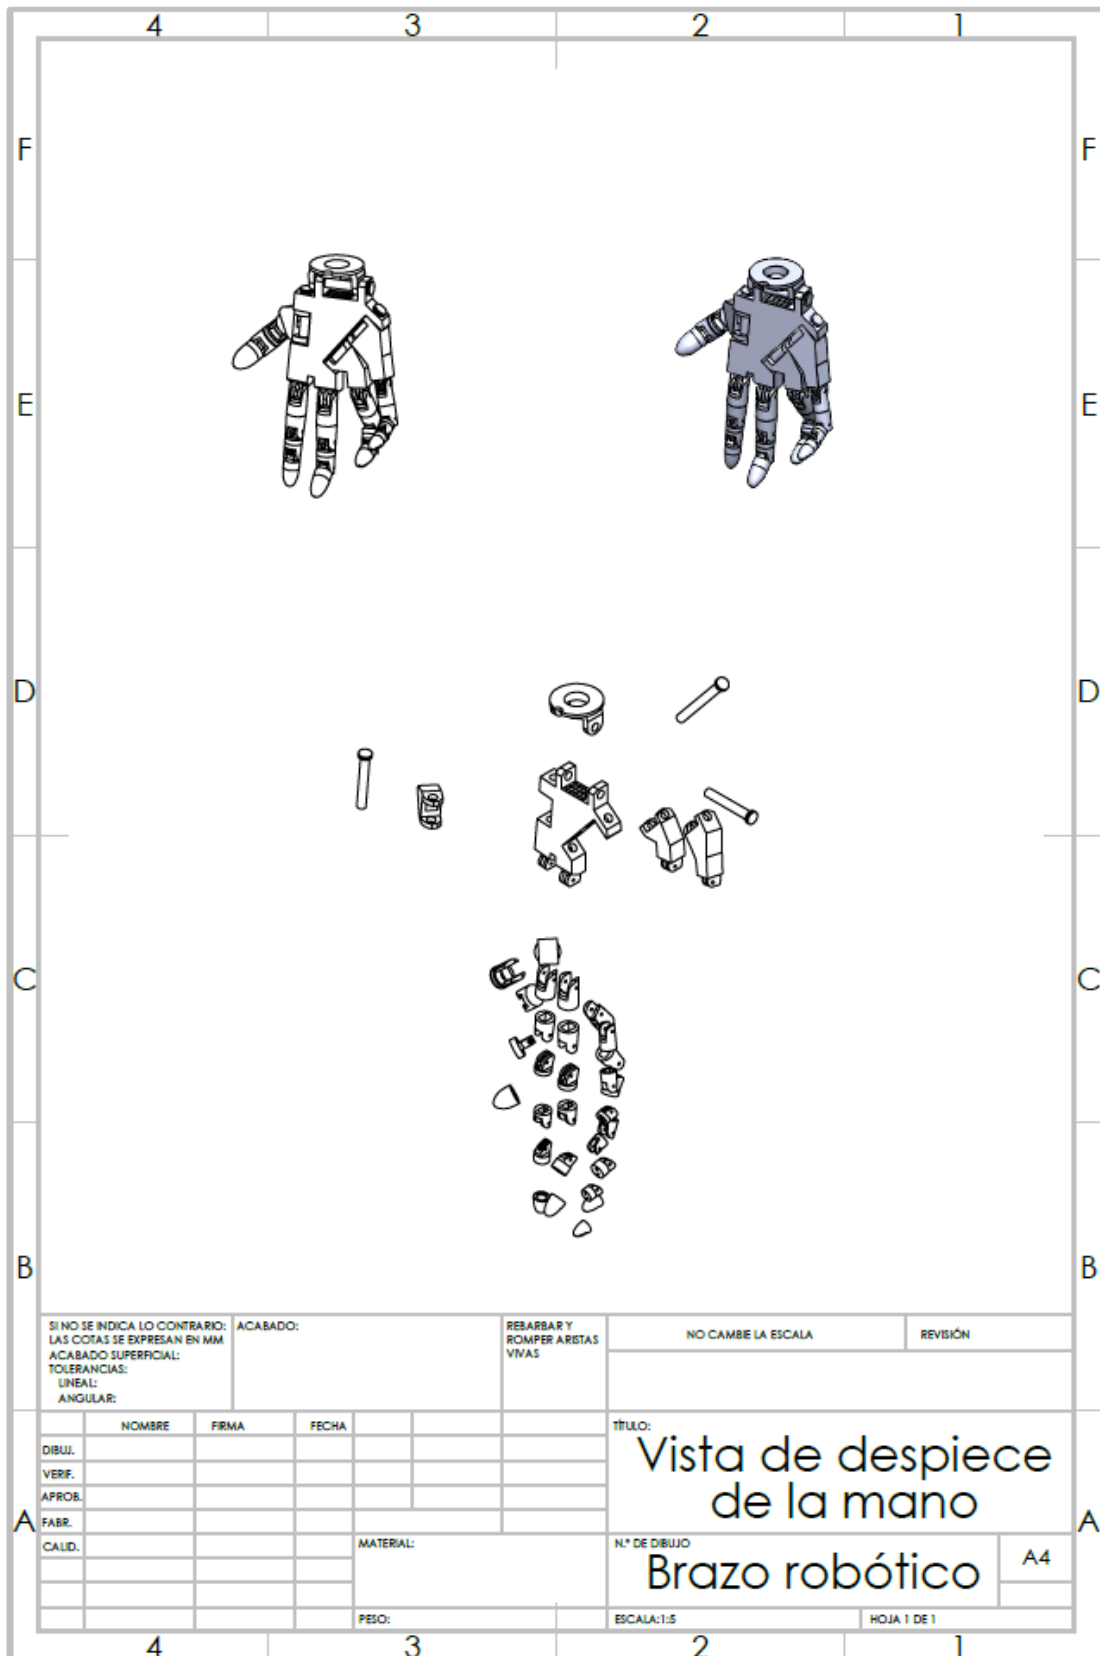 4 3 2 1
F F
E E
D D
C C
B B
SI NO SE INDICA LO CONTRARIO:
LAS COTAS SE EXPRESAN EN MM
ACABADO SUPERFICIAL:
TOLERANCIAS:
LINEAL:
ANGULAR:
ACABADO:
REBARBAR Y
ROMPER ARISTAS
VIVAS
NO CAMBIE LA ESCALA
REVISIÓN
NOMBRE FIRMA FECHA
DIBUJ.
VERIF.
APROB.
FABR.
CALID.
A A
TÍTULO:
Vista de despiece
de la mano
MATERIAL:
N.º DE DIBUJO
Brazo robótico
A4
PESO:
ESCALA:1:5
HOJA 1 DE 1
4 3 2 1